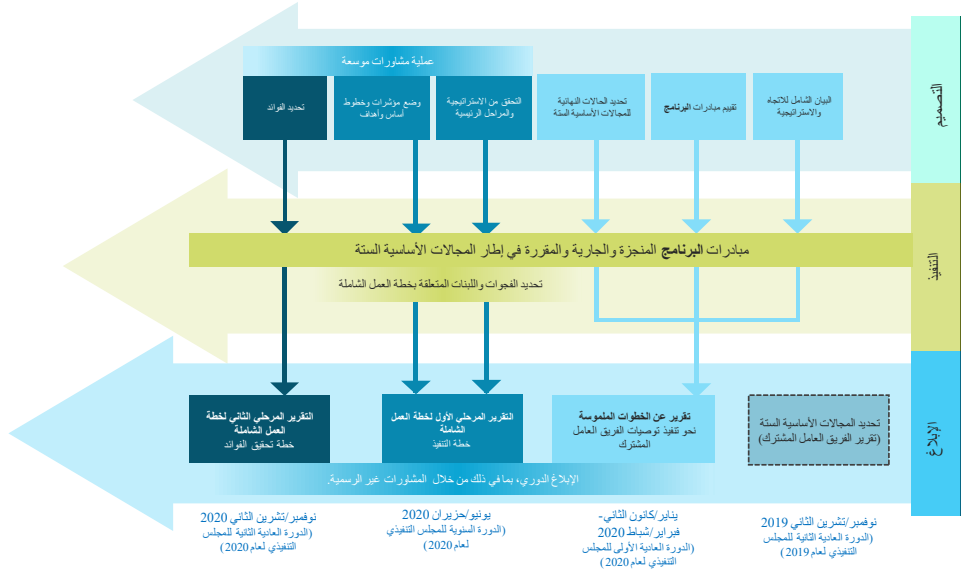 التصميم
عملية مشاورات موسعة
البيان الشامل للاتجاه
والاستراتيجية
تقييم مبادرات البرنامج
تحديد الحالات النهائية
للمجالات الأساسية الستة
التحقق من الاستراتيجية
والمراحل الرئيسية
وضع مؤشرات وخطوط
أساس وأهداف
تحديد الفوائد
التنفيذ
مبادرات البرنامج المنجزة والجارية والمقررة في إطار المجالات الأساسية الستة
تحديد الفجوات واللبنات المتعلقة بخطة العمل الشاملة
الإبلاغ
تحديد المجالات الأساسية الستة
(تقرير الفريق العامل المشترك)
تقرير عن الخطوات الملموسة
نحو تنفيذ توصيات الفريق العامل
المشترك
التقرير المرحلي الأول لخطة العمل
الشاملة
خطة التنفيذ
التقرير المرحلي الثاني لخطة
العمل الشاملة
خطة تحقيق الفوائد
الإبلاغ الدوري، بما في ذلك من خلال المشاورات غير الرسمية.
نوفمبر/تشرين الثاني 2019
(الدورة العادية الثانية للمجلس
التنفيذي لعام 2019)
يناير/كانون الثاني-
فبراير/شباط 2020
(الدورة العادية الأولى للمجلس
التنفيذي لعام 2020)
يونيو/حزيران 2020
(الدورة السنوية للمجلس التنفيذي
لعام 2020)
نوفمبر/تشرين الثاني 2020
(الدورة العادية الثانية للمجلس
التنفيذي لعام 2020)